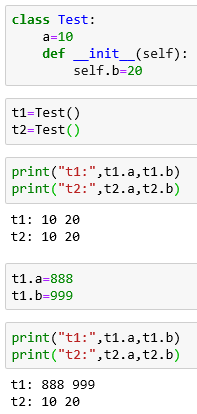 class Test:
    a=10
    def __init__(self):
        self.b=20
t1=Test()
t2=Test()
print("t1:",t1.a,t1.b)
print("t2:",t2.a,t2.b)
t1: 10 20
t2: 10 20
t1.a=888
t1.b=999
print("t1:",t1.a,t1.b)
print("t2:",t2.a,t2.b)
t1: 888 999
t2: 10 20